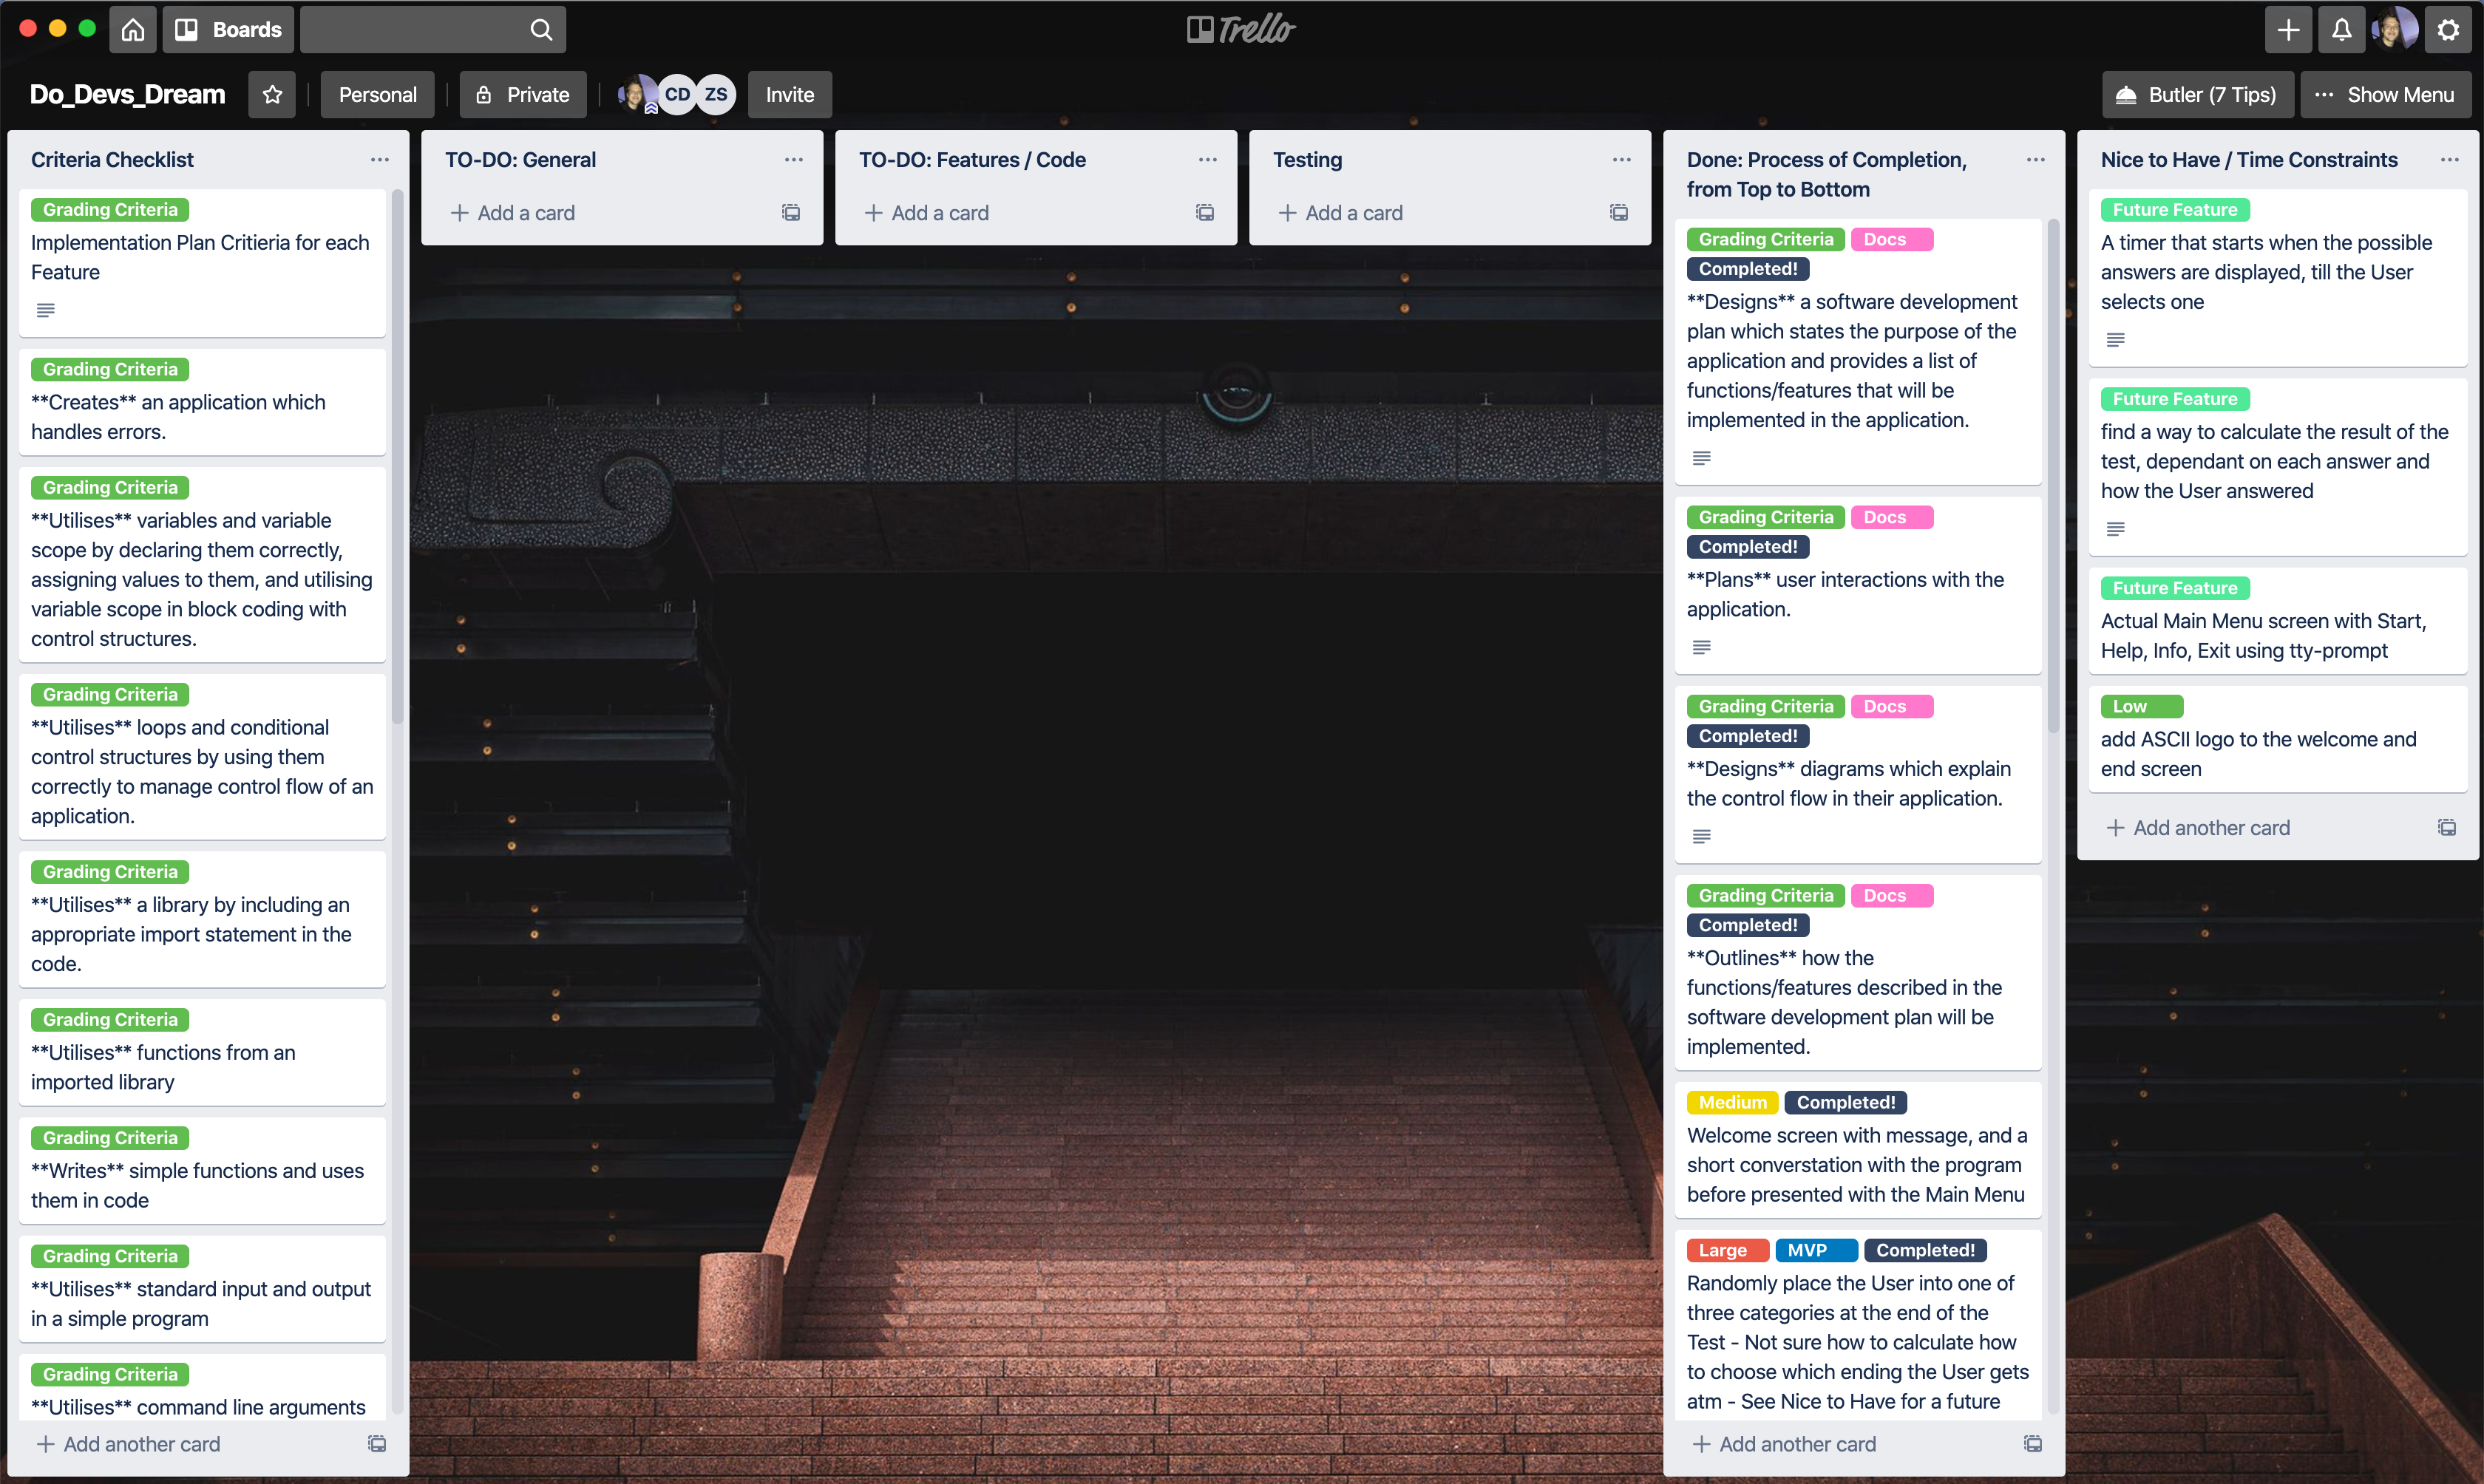 Boards
Trello
Do_Devs_Dream
Personal
Private
CD
ZS
Invite
Butler (7 Tips)
Show Menu
Criteria Checklist
Grading Criteria
Implementation Plan Critieria for each
Feature
Grading Criteria
**Creates** an application which
handles errors.
Grading Criteria
**Utilises** variables and variable
scope by declaring them correctly,
assigning values to them, and utilising
variable scope in block coding with
control structures.
Grading Criteria
**Utilises** loops and conditional
control structures by using them
correctly to manage control flow of an
application.
Grading Criteria
**Utilises** a library by including an
appropriate import statement in the
code.
Grading Criteria
**Utilises** functions from an
imported library
Grading Criteria
**Writes** simple functions and uses
them in code
Grading Criteria
**Utilises** standard input and output
in a simple program
Grading Criteria
**Utilises** command line arguments
Add another card
TO-DO: General
Add a card
TO-DO: Features / Code
Add a card
Testing
Add a card
Done: Process of Completion,
from Top to Bottom
Grading Criteria Docs
Completed!
**Designs** a software development
plan which states the purpose of the
application and provides a list of
functions/features that will be
implemented in the application.
Grading Criteria Docs
Completed!
**Plans** user interactions with the
application.
Grading Criteria Docs
Completed!
**Designs** diagrams which explain
the control flow in their application.
Grading Criteria Docs
Completed!
**Outlines** how the
functions/features described in the
software development plan will be
implemented.
Medium Completed!
Welcome screen with message, and a
short converstation with the program
before presented with the Main Menu
Large MVP Completed!
Randomly place the User into one of
three categories at the end of the
Test - Not sure how to calculate how
to choose which ending the User gets
atm - See Nice to Have for a future
Add another card
Nice to Have / Time Constraints
Future Feature
A timer that starts when the possible
answers are displayed, till the User
selects one
Future Feature
find a way to calculate the result of the
test, dependant on each answer and
how the User answered
Future Feature
Actual Main Menu screen with Start,
Help, Info, Exit using tty-prompt
Low
add ASCII logo to the welcome and
end screen
Add another card